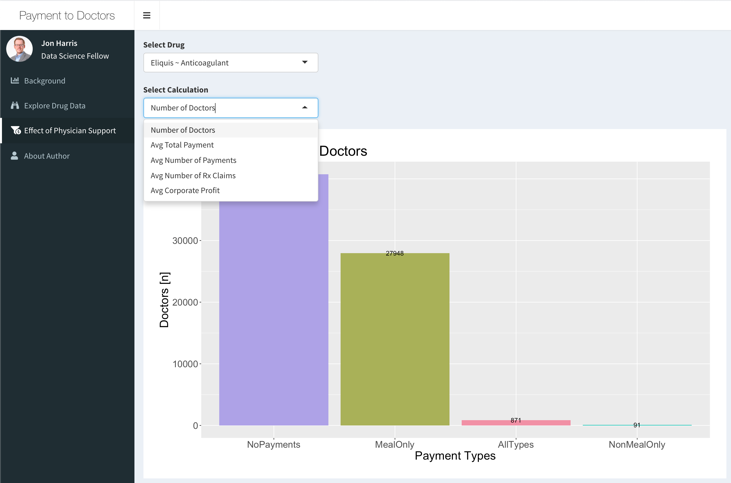 Payment to Doctors
Jon Harris
Data Science Fellow
Background
Explore Drug Data
Effect of Physician Support
About Author
Select Drug
Eliquis ~ Anticoagulant
Select Calculation
Number of Doctors
Number of Doctors
Avg Total Payment
Avg Number of Payments
Avg Number of Rx Claims
Avg Corporate Profit
Doctors
Doctors [n]
30000
20000
10000
0
27948
871
91
NoPayments
MealOnly
AllTypes
NonMealOnly
Payment Types